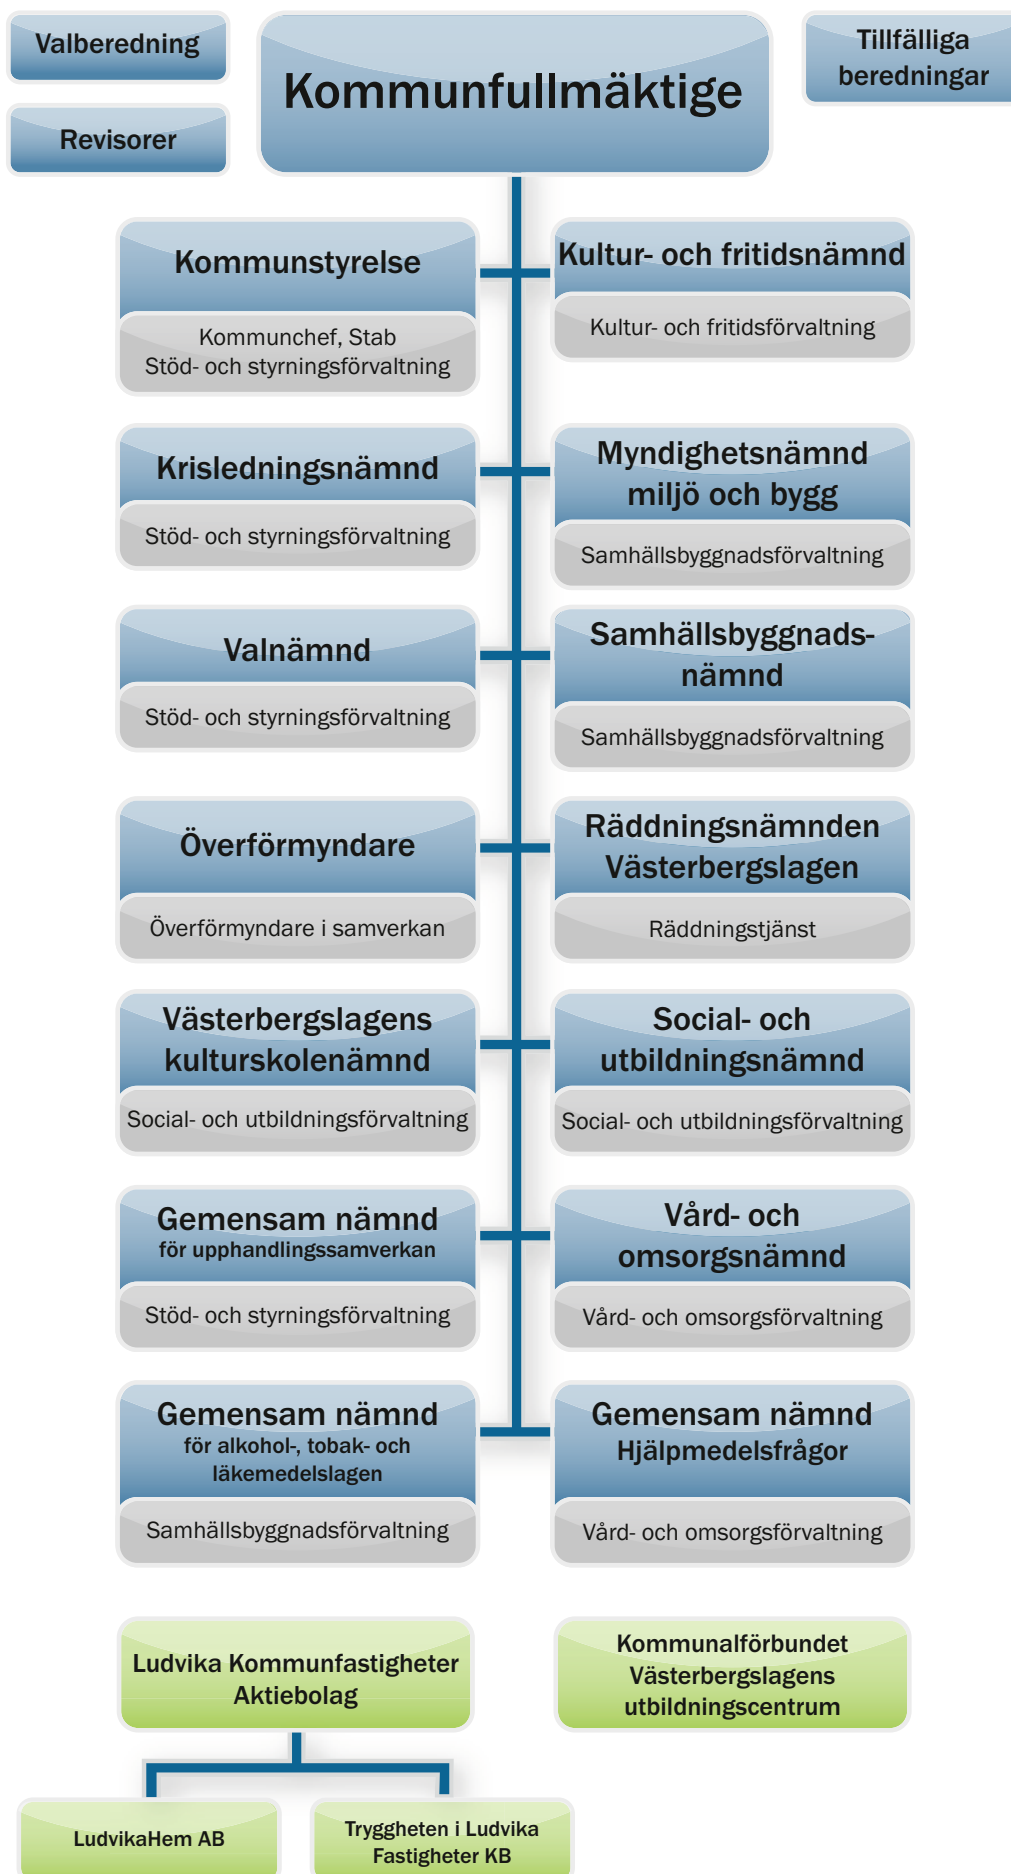 Valberedning
Kommunfullmäktige
Tillfälliga
beredningar
Revisorer
Kommunstyrelse
Kommunchef, Stab
Stöd- och styrningsförvaltning
Kultur- och fritidsnämnd
Kultur- och fritidsförvaltning
Krisledningsnämnd
Stöd- och styrningsförvaltning
Myndighetsnämnd
miljö och bygg
Samhällsbyggnadsförvaltning
Valnämnd
Stöd- och styrningsförvaltning
Samhällsbyggnads-
nämnd
Samhällsbyggnadsförvaltning
Överförmyndare
Överförmyndare i samverkan
Räddningsnämnden
Västerbergslagen
Räddningstjänst
Västerbergslagens
kulturskolenämnd
Social- och utbildningsförvaltning
Social- och
utbildningsnämnd
Social- och utbildningsförvaltning
Gemensam nämnd
för upphandlingssamverkan
Stöd- och styrningsförvaltning
Vård- och
omsorgsnämnd
Vård- och omsorgsförvaltning
Gemensam nämnd
för alkohol-, tobak- och
läkemedelslagen
Samhällsbyggnadsförvaltning
Gemensam nämnd
Hjälpmedelsfrågor
Vård- och omsorgsförvaltning
Ludvika Kommunfastigheter
Aktiebolag
Kommunalförbundet
Västerbergslagens
utbildningscentrum
LudvikaHem AB
Tryggheten i Ludvika
Fastigheter KB